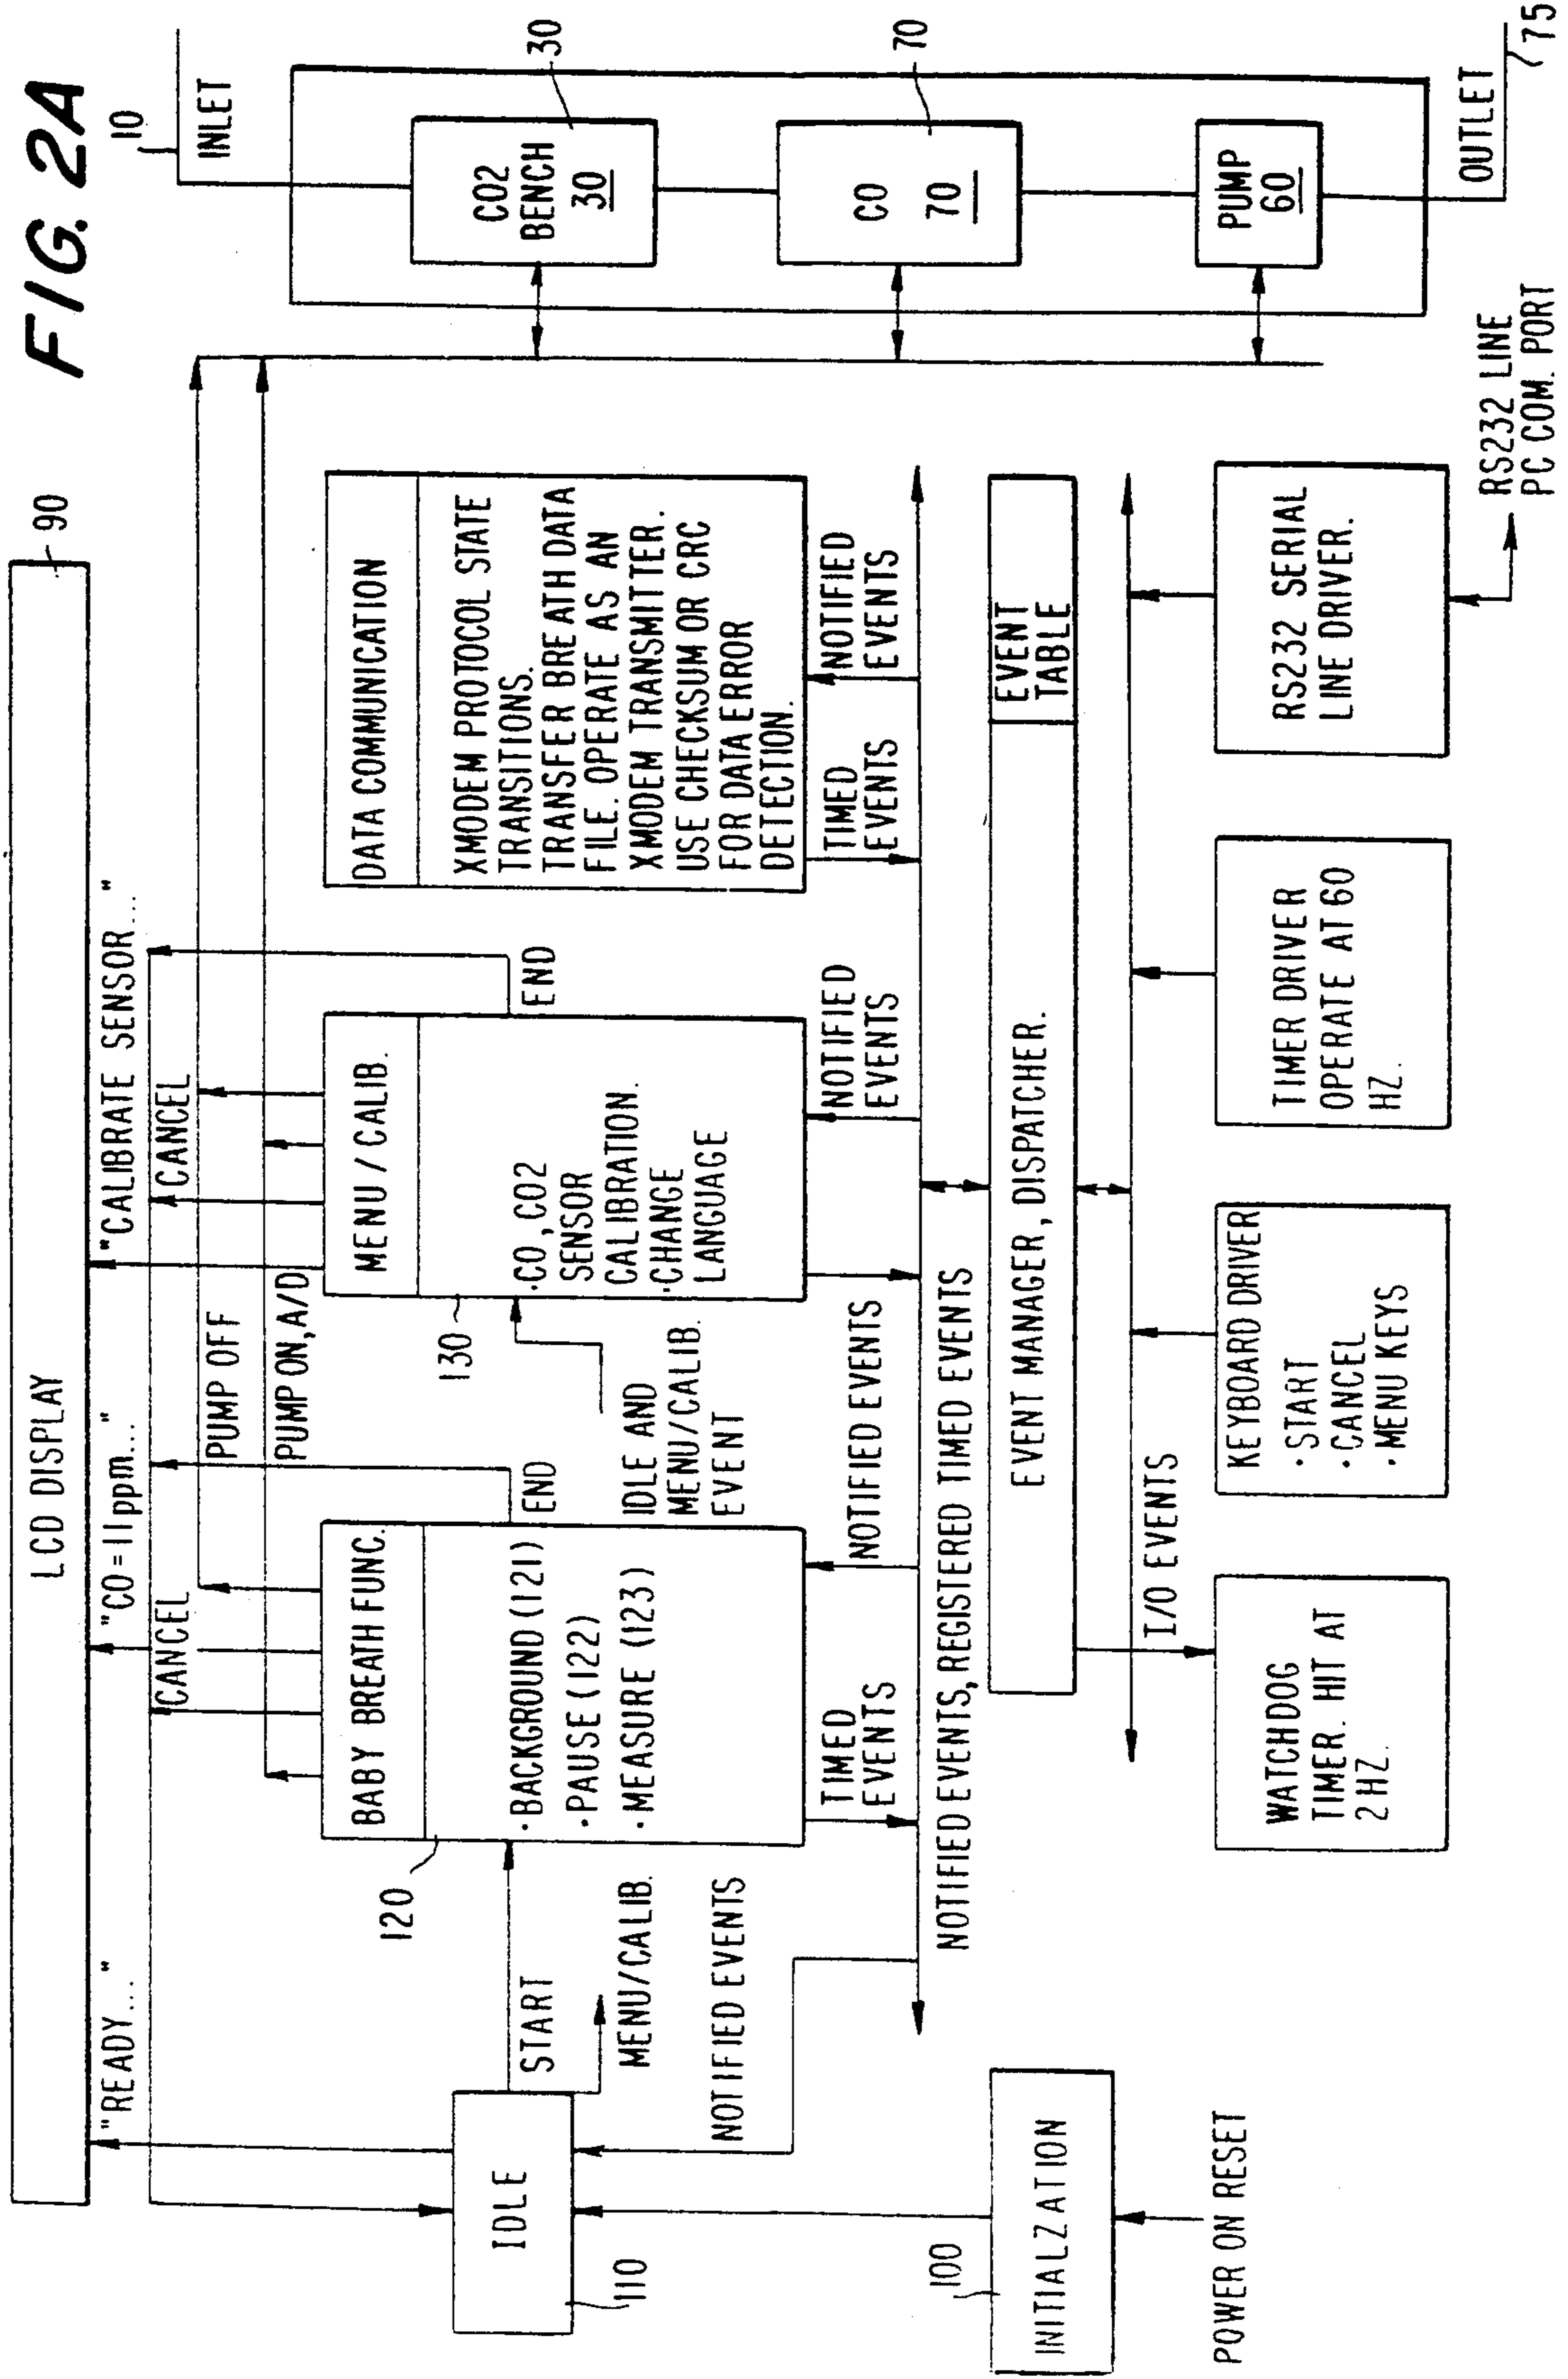 FIG. 2A
LCD DISPLAY
90
"READY..."
"CO=11ppm..."
"CALIBRATE SENSOR..."
CANCEL
CANCEL
PUMP OFF
PUMP ON, A/D
10
INLET
CO2
BENCH
30
30
CO
70
70
PUMP
60
OUTLET
75
IDLE
110
START
MENU/CALIB.
NOTIFIED EVENTS
120
BABY BREATH FUNC.
·BACKGROUND (121)
·PAUSE (122)
·MEASURE (123)
END
TIMED
EVENTS
NOTIFIED EVENTS
IDLE AND
MENU/CALIB.
EVENT
130
MENU / CALIB.
·CO, CO2
SENSOR
CALIBRATION.
·CHANGE
LANGUAGE
END
NOTIFIED
EVENTS
DATA COMMUNICATION
XMODEM PROTOCOL STATE
TRANSITIONS.
TRANSFER BREATH DATA
FILE. OPERATE AS AN
XMODEM TRANSMITTER.
USE CHECKSUM OR CRC
FOR DATA ERROR
DETECTION.
TIMED
EVENTS
NOTIFIED
EVENTS
NOTIFIED EVENTS, REGISTERED TIMED EVENTS
100
INITIALZATION
POWER ON RESET
EVENT MANAGER, DISPATCHER.
EVENT
TABLE
I/O EVENTS
WATCHDOG
TIMER. HIT AT
2 HZ.
KEYBOARD DRIVER
·START
·CANCEL
·MENU KEYS
TIMER DRIVER
OPERATE AT 60
HZ.
RS232 SERIAL
LINE DRIVER.
RS232 LINE
PC COM. PORT